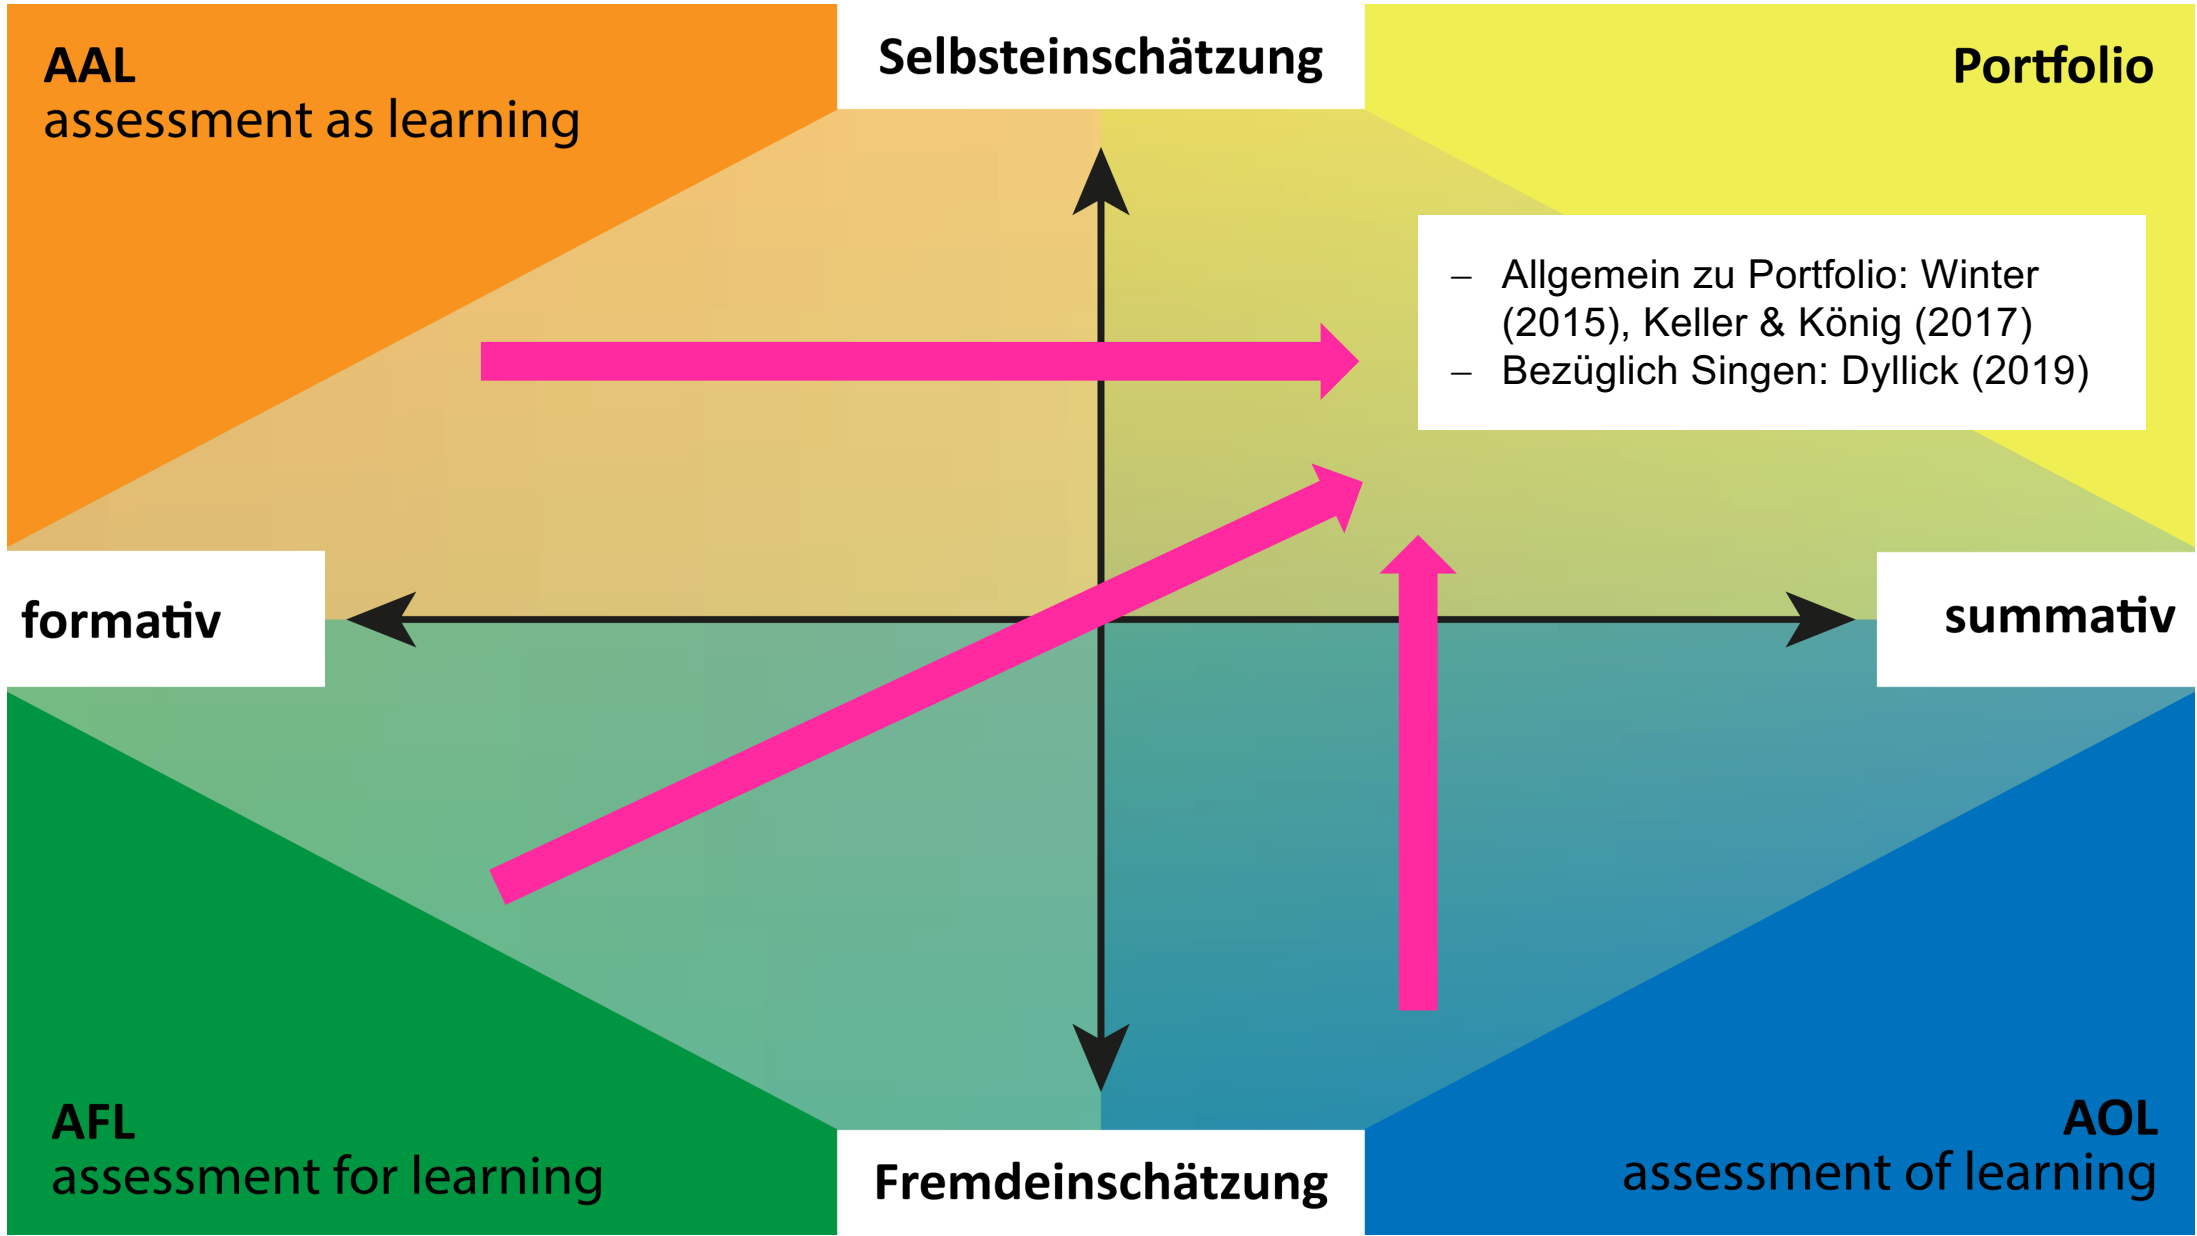 AAL
assessment as learning
Selbsteinschätzung
Portfolio
– Allgemein zu Portfolio: Winter
(2015), Keller & König (2017)
– Bezüglich Singen: Dyllick (2019)
formativ
summativ
AFL
assessment for learning
Fremdeinschätzung
AOL
assessment of learning